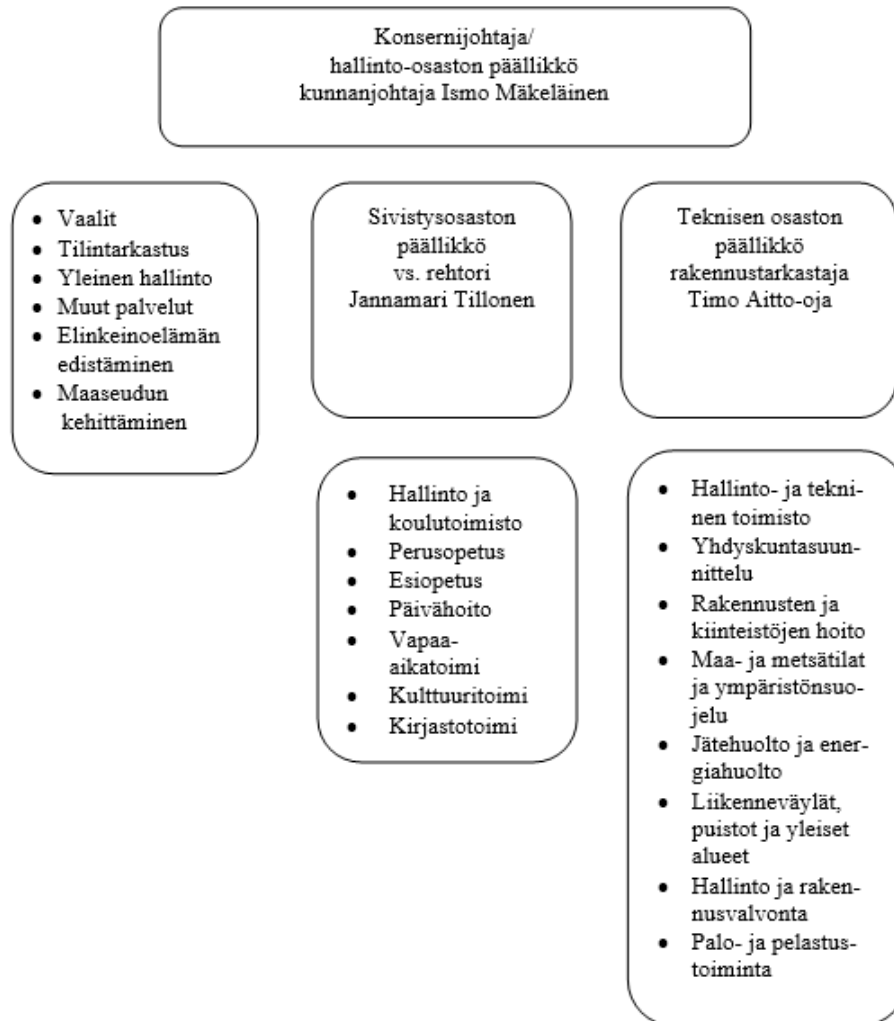 Konsernijohtaja/
hallinto-osaston päällikkö
kunnanjohtaja Ismo Mäkeläinen
• Vaalit
• Tilintarkastus
• Yleinen hallinto
• Muut palvelut
• Elinkeinoelämän
edistäminen
• Maaseudun
kehittäminen
Sivistysosaston
päällikkö
vs. rehtori
Jannamari Tillonen
Teknisen osaston
päällikkö
rakennustarkastaja
Timo Aitto-oja
• Hallinto ja
koulutoimisto
• Perusopetus
• Esiopetus
• Päivähoito
• Vapaa-
aikatoimi
• Kulttuuritoimi
• Kirjastotoimi
• Hallinto- ja tekni-
nen toimisto
• Yhdyskuntasuun-
nittelu
• Rakennusten ja
kiinteistöjen hoito
• Maa- ja metsätilat
ja ympäristönsuo-
jelu
• Jätehuolto ja ener-
giahuolto
• Liikenneväylät,
puistot ja yleiset
alueet
• Hallinto ja raken-
nusvalvonta
• Palo- ja pelastus-
toiminta